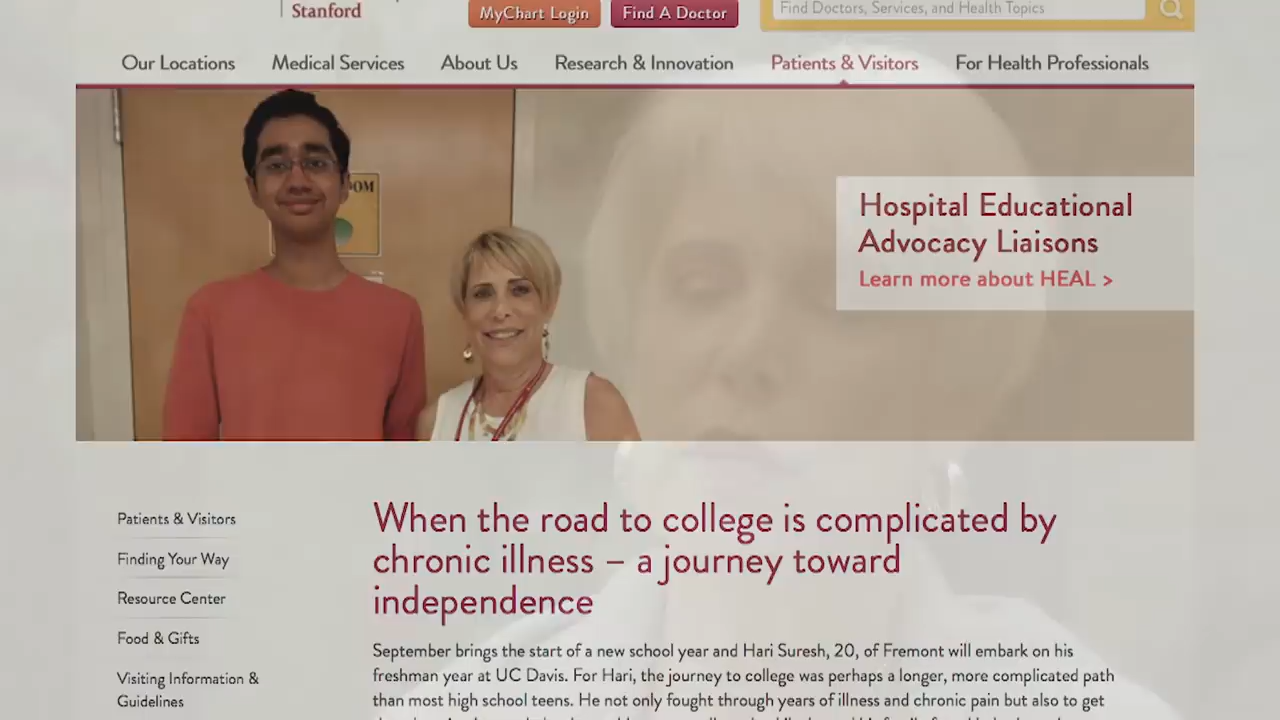 Stanford
MyChart Login
Find A Doctor
Find Doctors, Services, and Health Topics
Our Locations
Medical Services
About Us
Research & Innovation
Patients & Visitors
For Health Professionals
OM
Hospital Educational
Advocacy Liaisons
Learn more about HEAL >
Patients & Visitors
Finding Your Way
Resource Center
Food & Gifts
Visiting Information &
Guidelines
When the road to college is complicated by
chronic illness – a journey toward
independence
September brings the start of a new school year and Hari Suresh, 20, of Fremont will embark on his
freshman year at UC Davis. For Hari, the journey to college was perhaps a longer, more complicated path
than most high school teens. He not only fought through years of illness and chronic pain but also to get